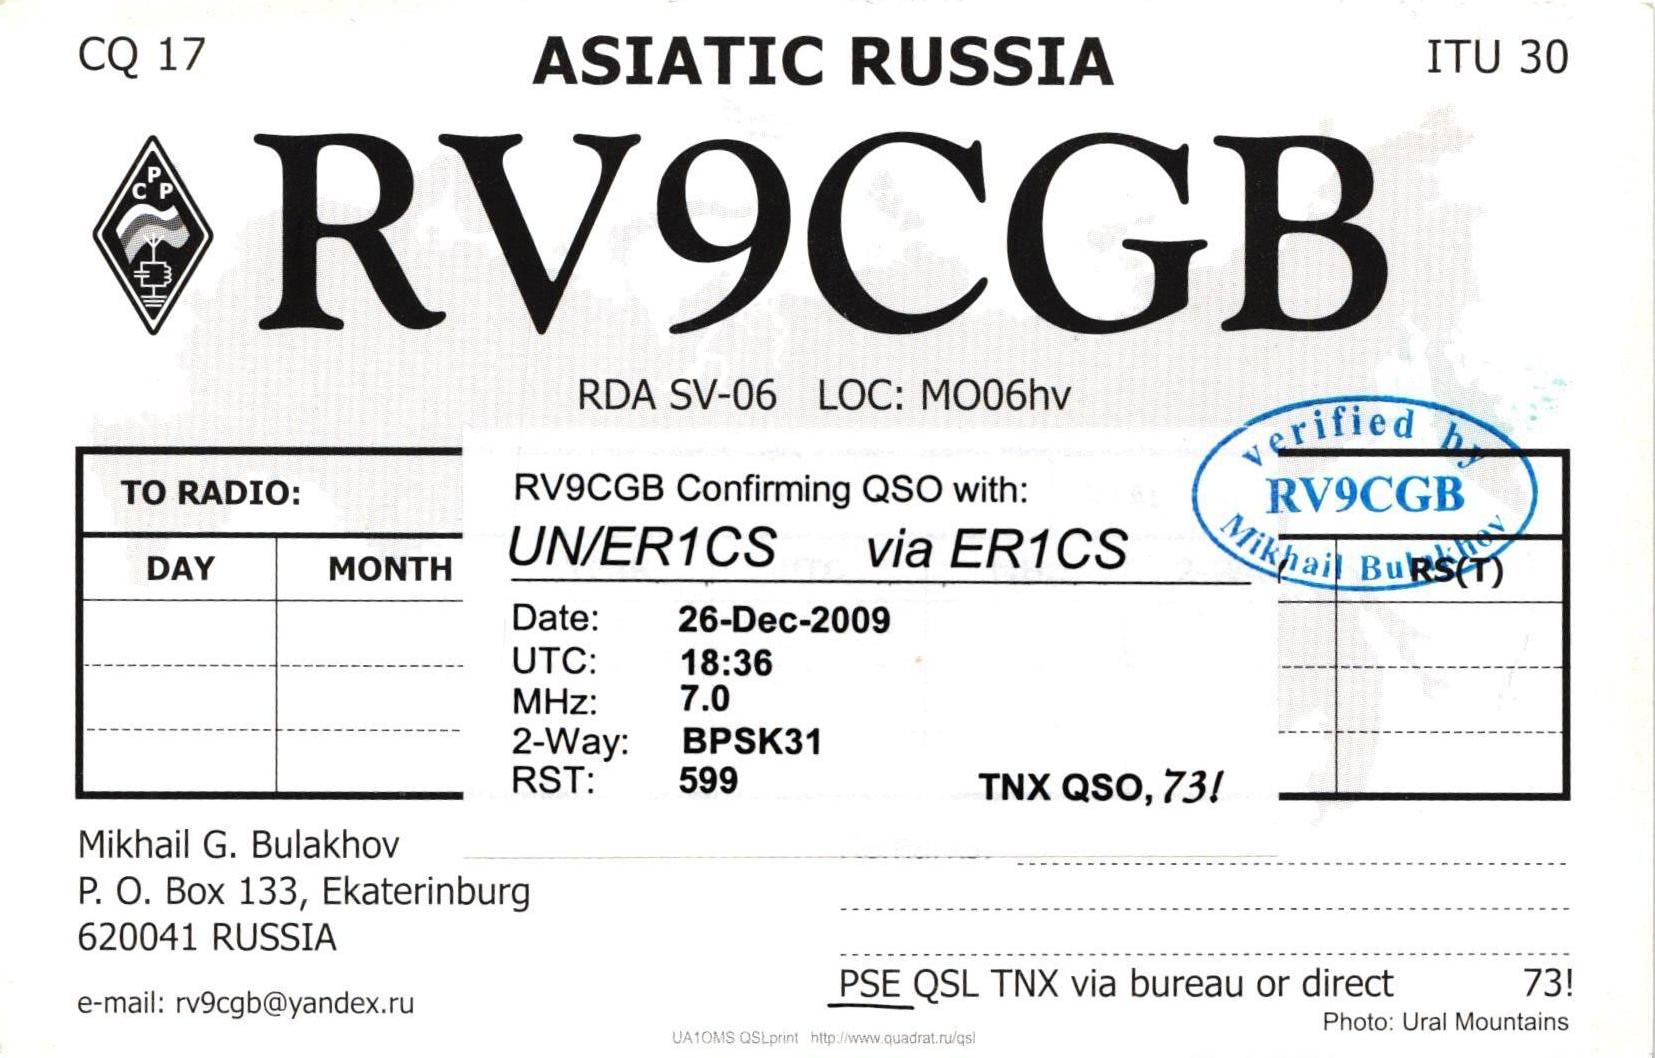 CQ 17 ASIATIC RUSSIA ITU 30
С Р Р
RV9CGB
RDA SV-06 LOC: MO06hv
verified by
RV9CGB
Mikhail Bulakhov
TO RADIO:
DAY MONTH RS(T)
RV9CGB Confirming QSO with:
UN/ER1CS via ER1CS
Date: 26-Dec-2009
UTC: 18:36
MHz: 7.0
2-Way: BPSK31
RST: 599 TNX QSO, 73!
Mikhail G. Bulakhov
P. O. Box 133, Ekaterinburg
620041 RUSSIA
e-mail: rv9cgb@yandex.ru
PSE QSL TNX via bureau or direct 73!
Photo: Ural Mountains
UA1OMS QSLprint http://www.quadrat.ru/qsl